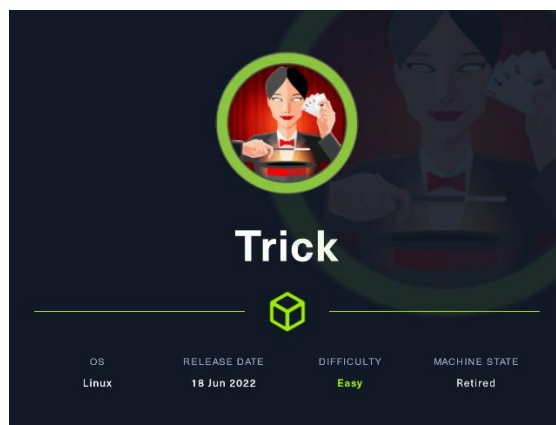 Trick
OS RELEASE DATE DIFFICULTY MACHINE STATE
Linux 18 Jun 2022 Easy Retired